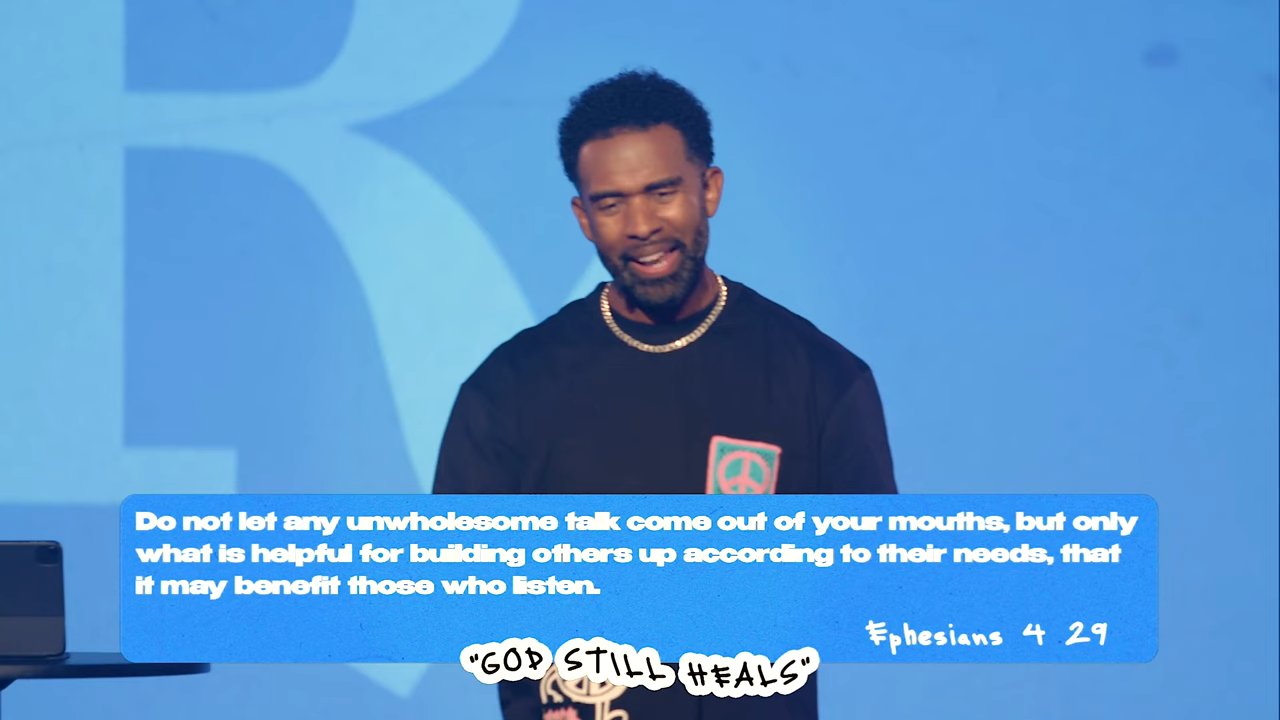 R
Do not let any unwholesome talk come out of your mouths, but only
what is helpful for building others up according to their needs, that
it may benefit those who listen.
Ephesians 4 29
"GOD STILL HEALS"